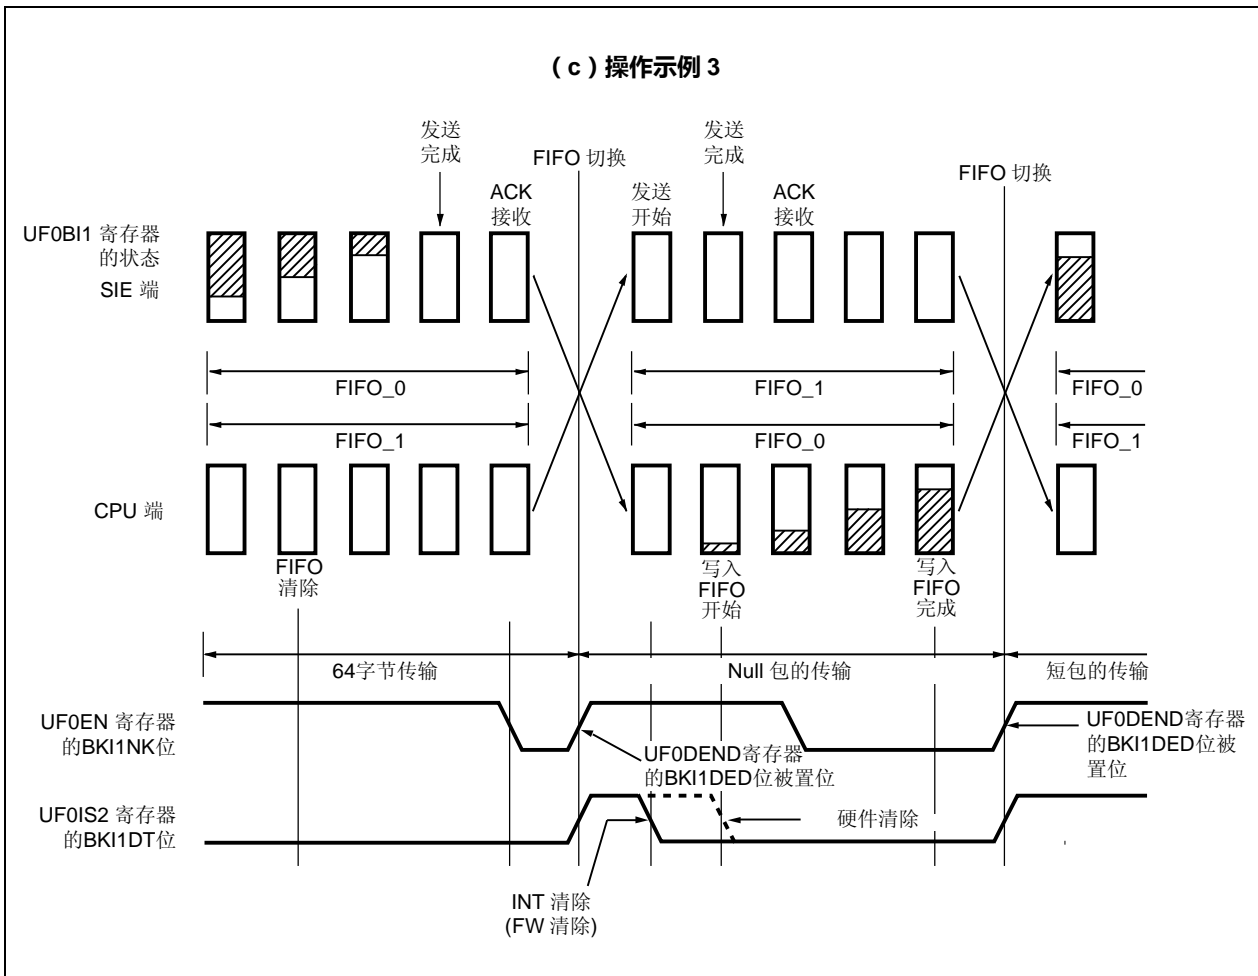 (c)操作示例 3
发送
完成
FIFO 切换
ACK
接收
发送
开始
发送
完成
ACK
接收
FIFO 切换
UF0BI1 寄存器
的状态
SIE 端
FIFO_0
FIFO_1
FIFO_0
FIFO_1
FIFO_0
FIFO_1
CPU 端
FIFO
清除
写入
FIFO
开始
写入
FIFO
完成
64字节传输
Null 包的传输
短包的传输
UF0EN 寄存器
的BKI1NK位
UF0DEND寄存器
的BKI1DED位被置位
UF0DEND寄存器
的BKI1DED位被
置位
UF0IS2 寄存器
的BKI1DT位
硬件清除
INT 清除
(FW 清除)